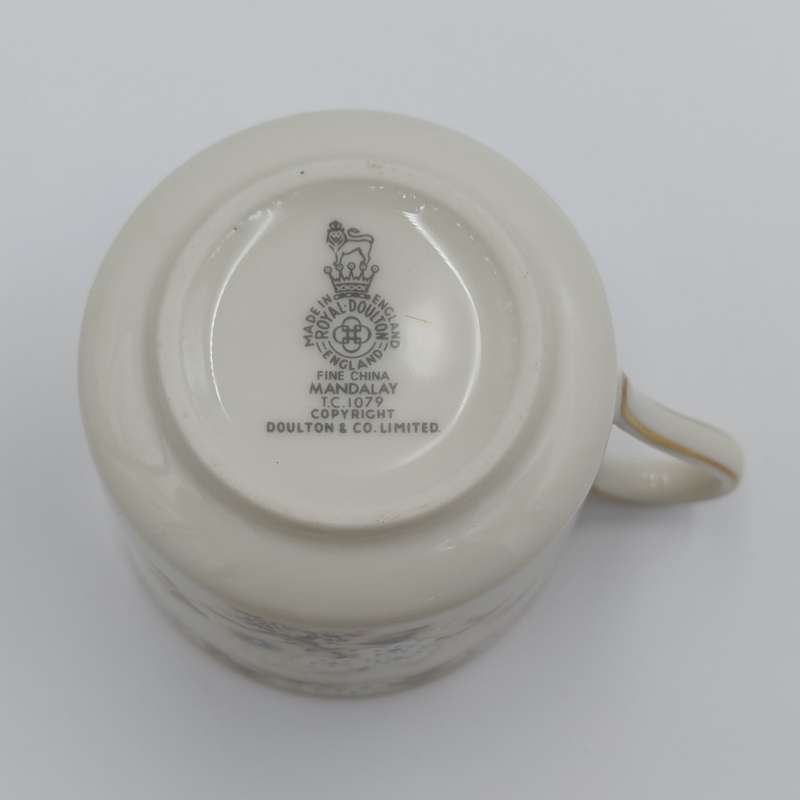 MADE IN ENGLAND
ROYAL·DOULTON
ENGLAND
FINE CHINA
MANDALAY
T.C.1079
COPYRIGHT
DOULTON & CO. LIMITED.